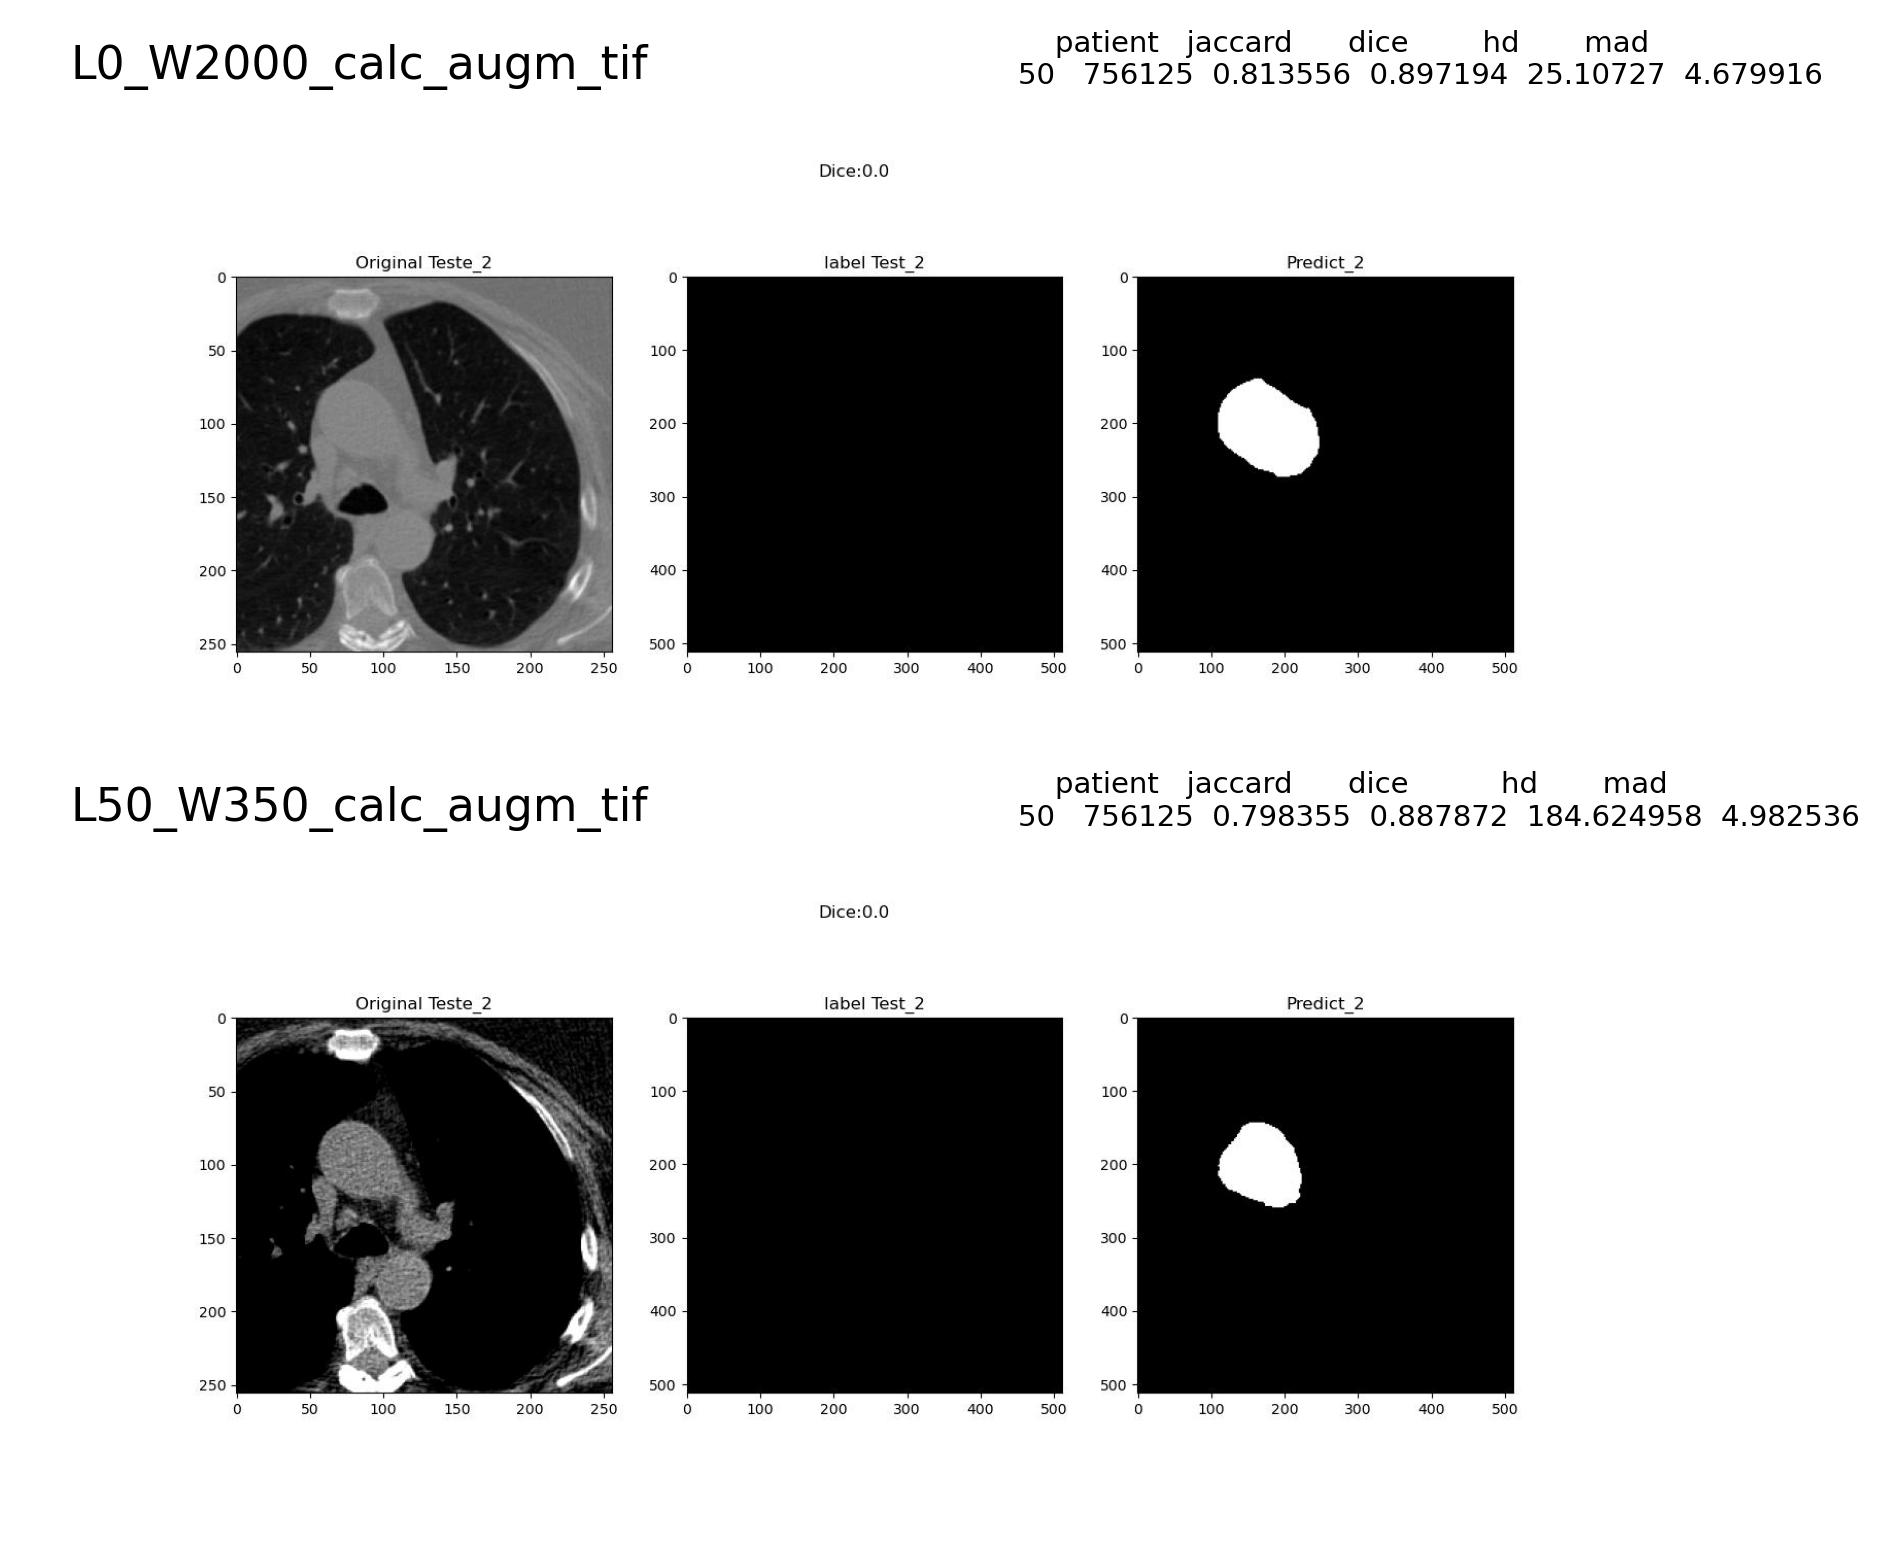 L0_W2000_calc_augm_tif
patient jaccard dice hd mad
50 756125 0.813556 0.897194 25.10727 4.679916
Dice:0.0
Original Teste_2
label Test_2
Predict_2
0
50
100
150
200
250
0 50 100 150 200 250
0
100
200
300
400
500
0 100 200 300 400 500
0
100
200
300
400
500
0 100 200 300 400 500
L50_W350_calc_augm_tif
patient jaccard dice hd mad
50 756125 0.798355 0.887872 184.624958 4.982536
Dice:0.0
Original Teste_2
label Test_2
Predict_2
0
50
100
150
200
250
0 50 100 150 200 250
0
100
200
300
400
500
0 100 200 300 400 500
0
100
200
300
400
500
0 100 200 300 400 500